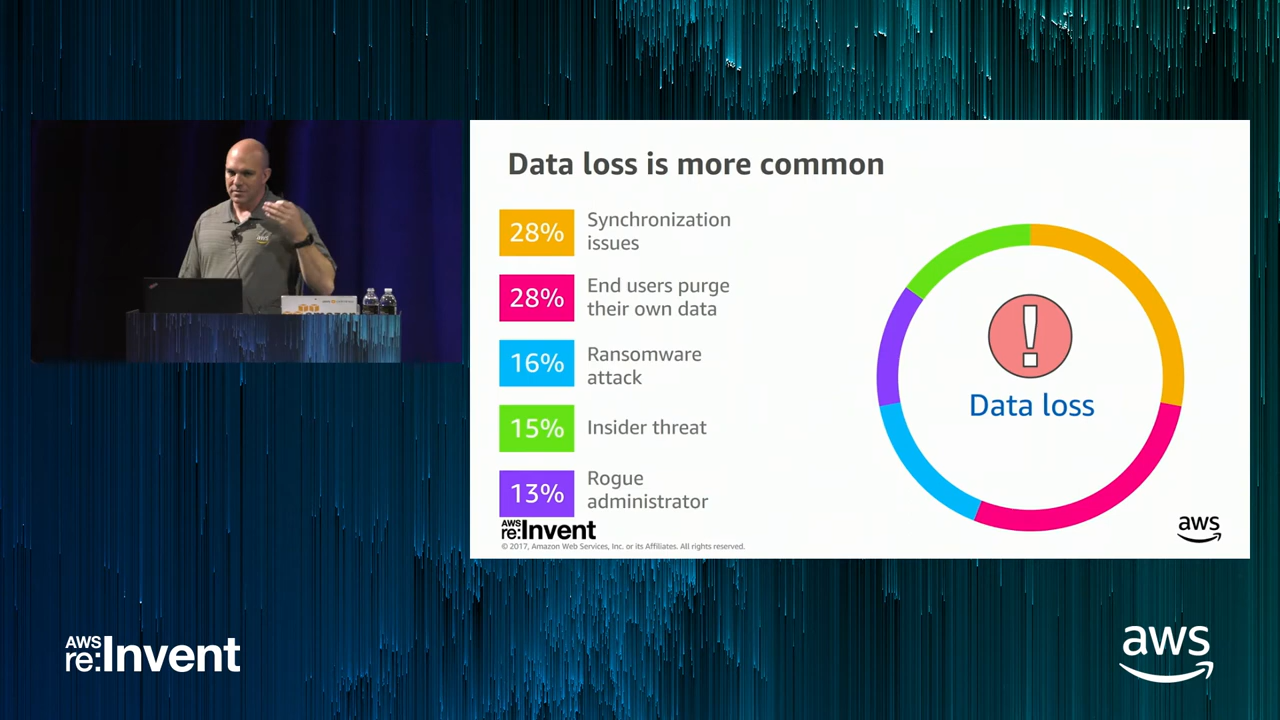 Data loss is more common
28%
Synchronization
issues
28%
End users purge
their own data
16%
Ransomware
attack
15%
Insider threat
13%
Rogue
administrator
!
Data loss
AWS
re:Invent
© 2017, Amazon Web Services, Inc. or its Affiliates. All rights reserved.
aws
aws
AWS
re:Invent
aws